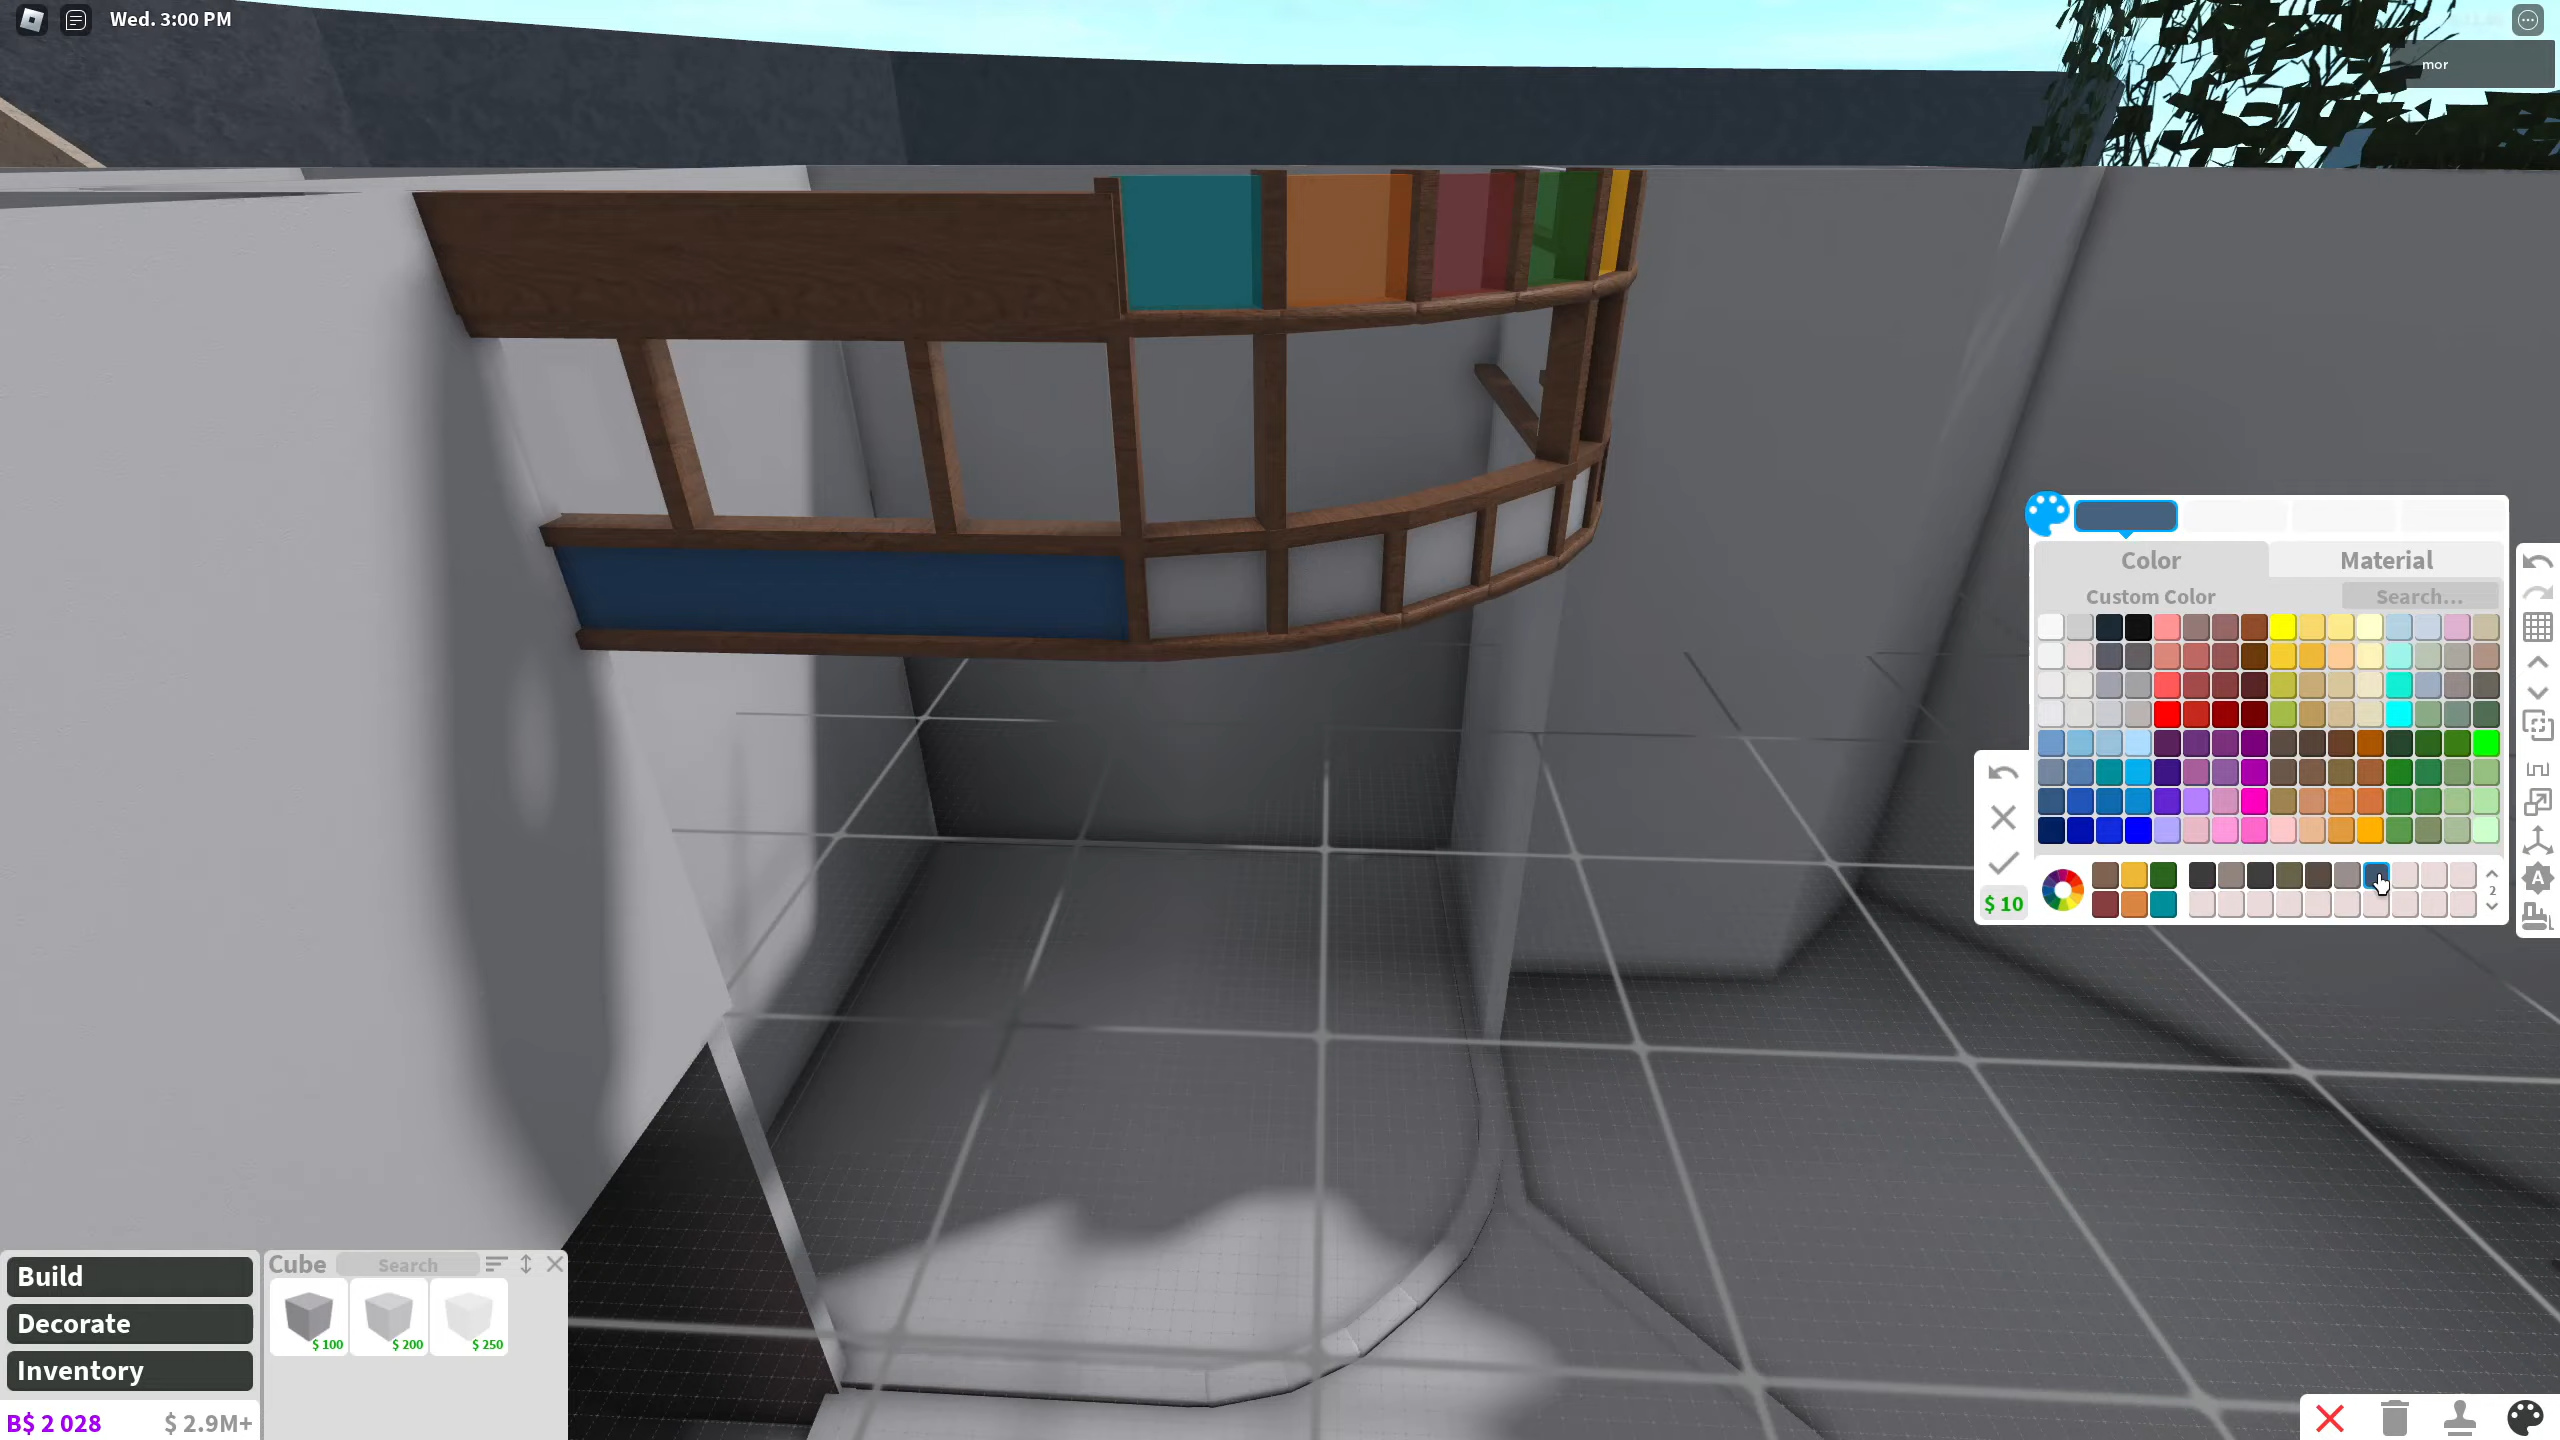 Wed. 3:00 PM
mor
Color
Material
Custom Color
Search...
2
$ 10
A
Build
Decorate
Inventory
B$ 2 028
$ 2.9M+
Cube
Search
$ 100
$ 200
$ 250